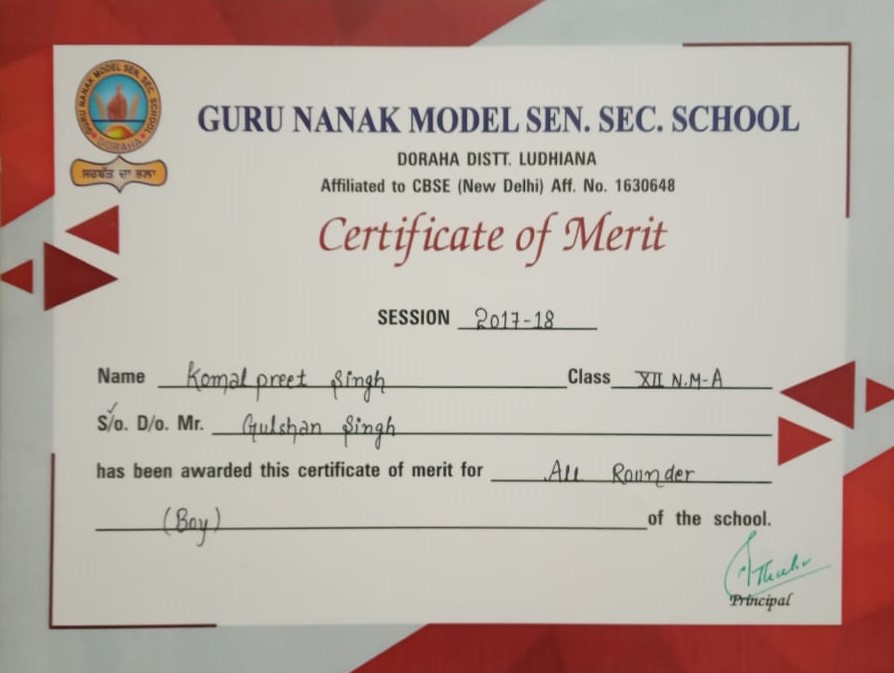 GURU NANAK MODEL SEN. SEC. SCHOOL
DORAHA
ਸਰਬੱਤ ਦਾ ਭਲਾ
GURU NANAK MODEL SEN. SEC. SCHOOL
DORAHA DISTT. LUDHIANA
Affiliated to CBSE (New Delhi) Aff. No. 1630648
Certificate of Merit
SESSION 2017-18
Name Komalpreet Singh Class XII N.M-A
S/o. D/o. Mr. Gulshan Singh
has been awarded this certificate of merit for All Rounder
(Boy) of the school.
Principal